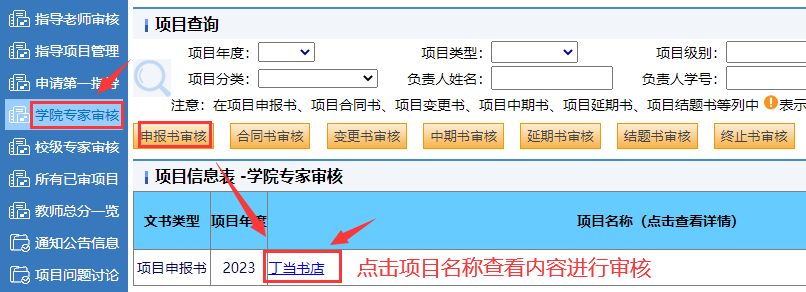 指导老师审核
指导项目管理
申请第一指导
学院专家审核
校级专家审核
所有已审项目
教师总分一览
通知公告信息
项目问题讨论
项目查询
项目年度： 项目类型： 项目级别：
项目分类： 负责人姓名： 负责人学号：
注意：在项目申报书、项目合同书、项目变更书、项目中期书、项目延期书、项目结题书等列中 表示
申报书审核 合同书审核 变更书审核 中期书审核 延期书审核 结题书审核 终止书审核
项目信息表 -学院专家审核
文书类型 项目年度 项目名称（点击查看详情)
项目申报书 2023 丁当书店 点击项目名称查看内容进行审核